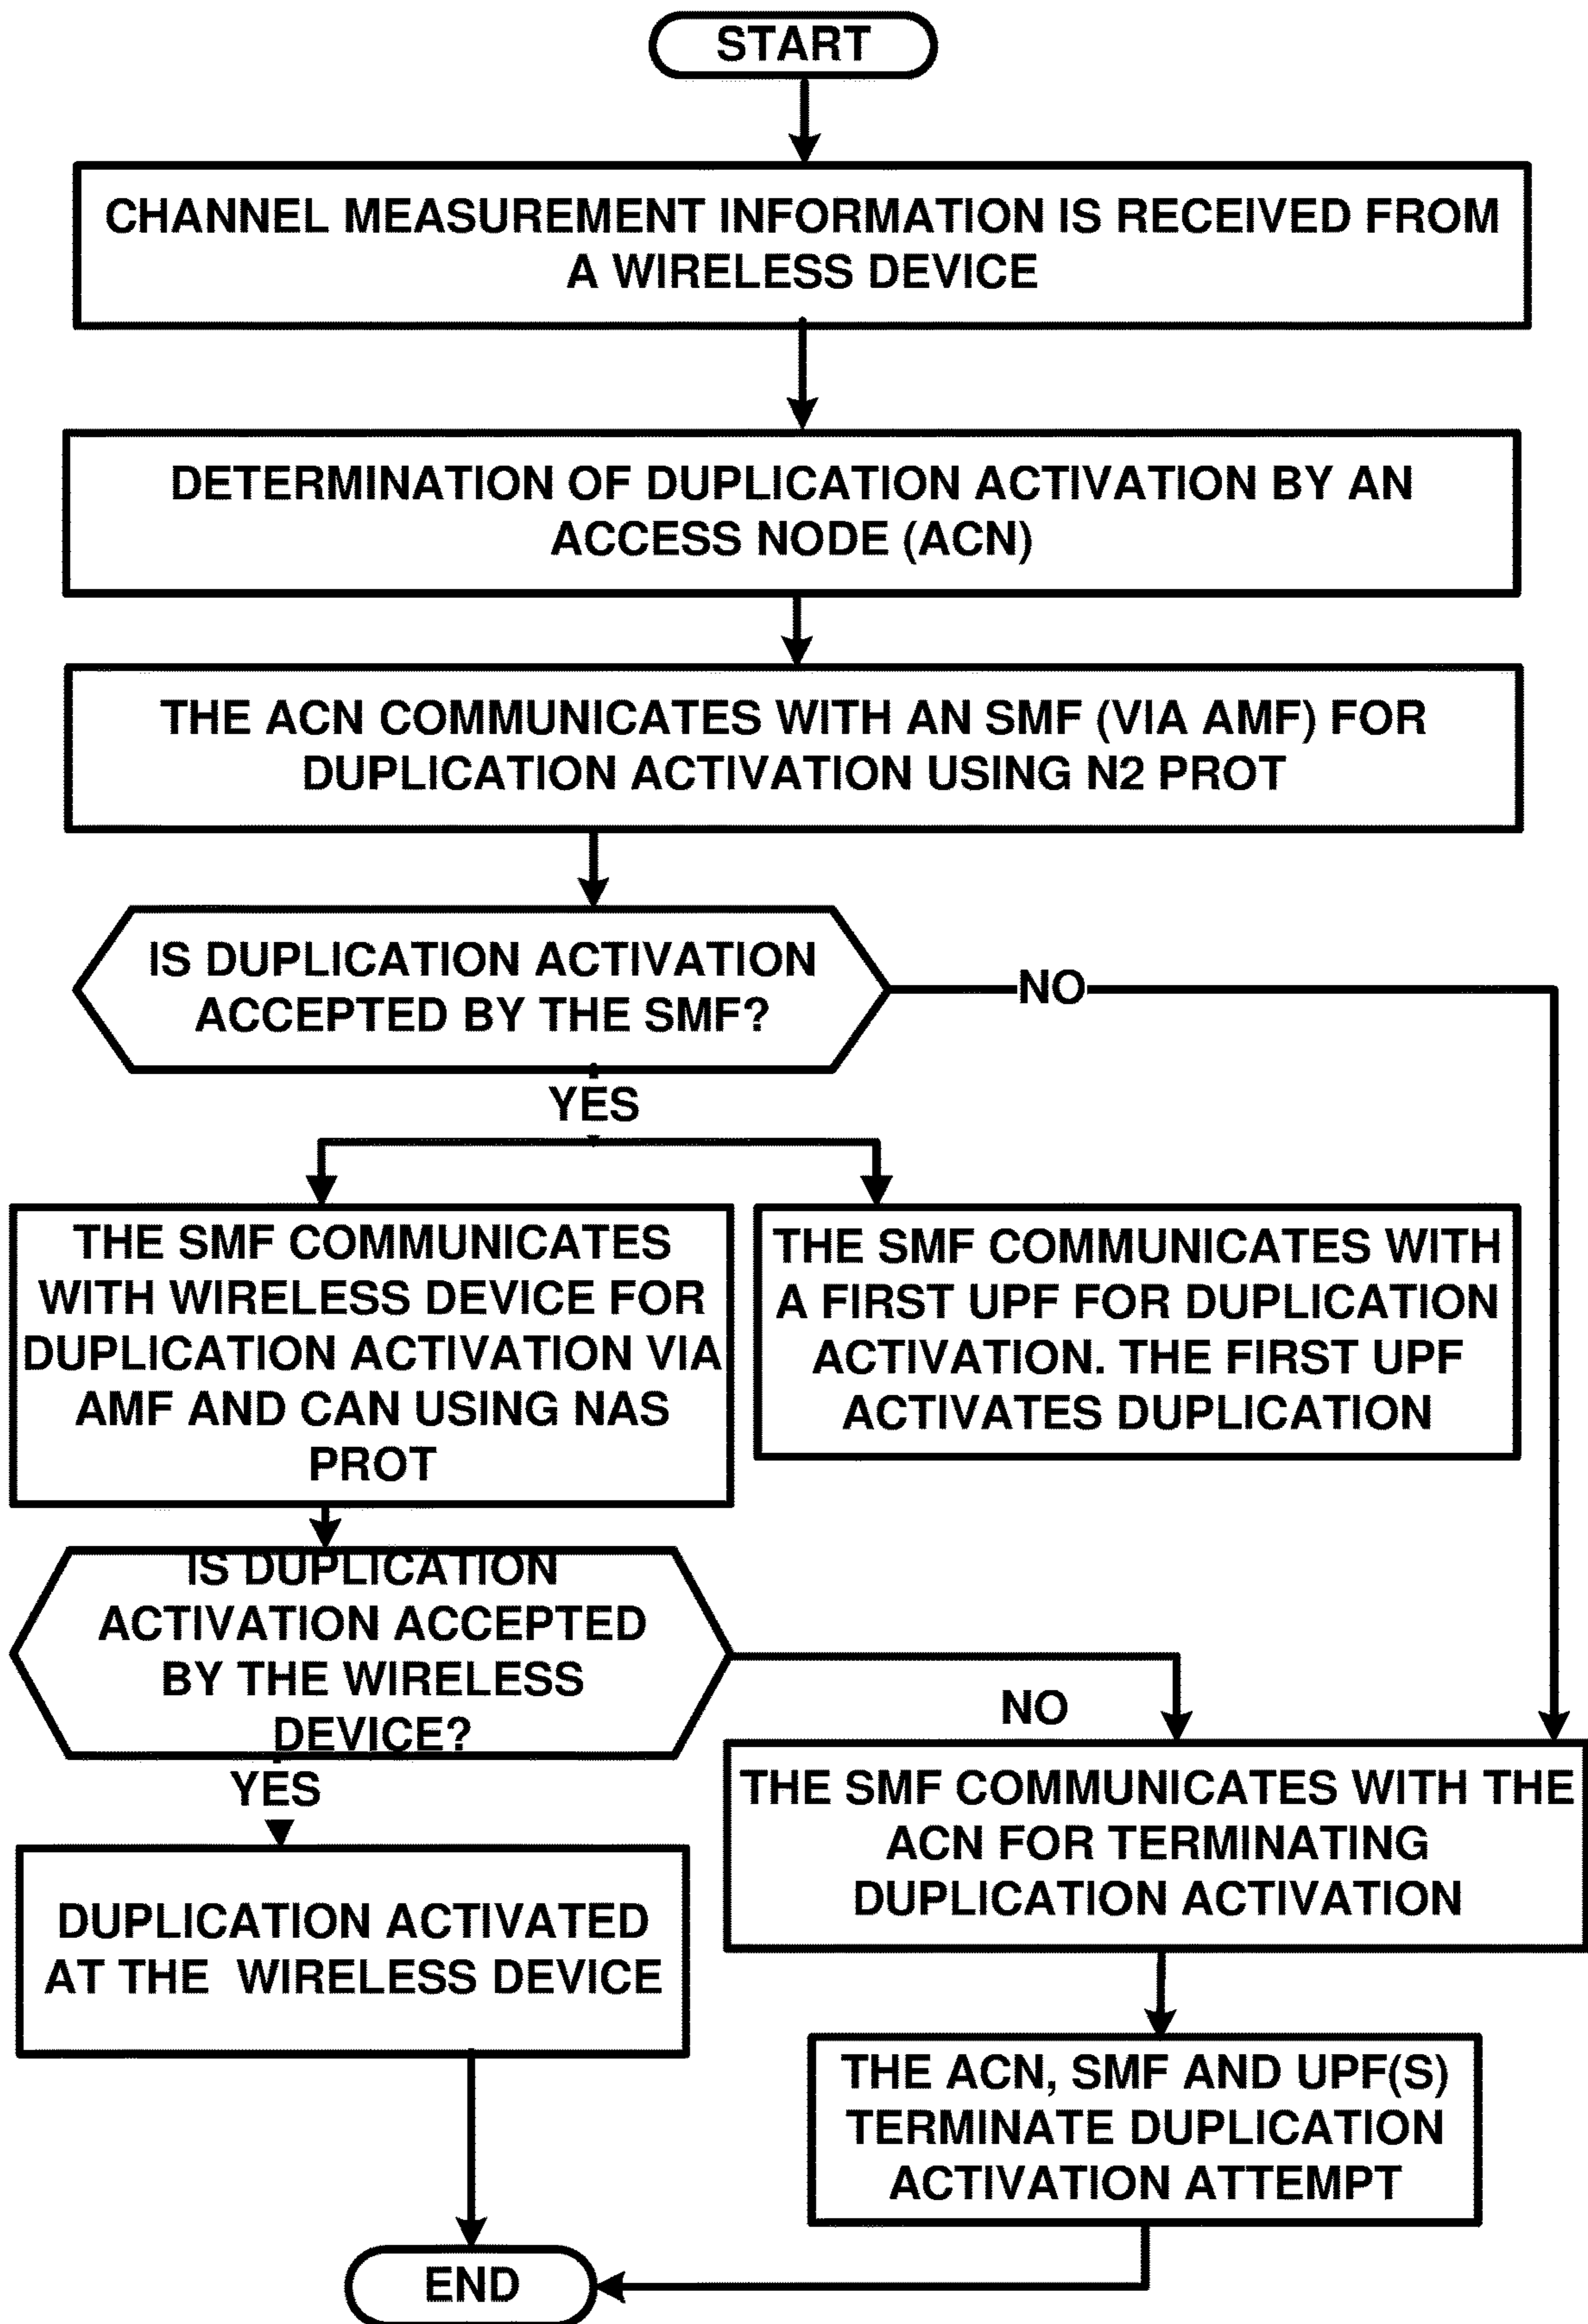 START
CHANNEL MEASUREMENT INFORMATION IS RECEIVED FROM
A WIRELESS DEVICE
DETERMINATION OF DUPLICATION ACTIVATION BY AN
ACCESS NODE (ACN)
THE ACN COMMUNICATES WITH AN SMF (VIA AMF) FOR
DUPLICATION ACTIVATION USING N2 PROT
IS DUPLICATION ACTIVATION
ACCEPTED BY THE SMF?
NO
YES
THE SMF COMMUNICATES
WITH WIRELESS DEVICE FOR
DUPLICATION ACTIVATION VIA
AMF AND CAN USING NAS
PROT
THE SMF COMMUNICATES WITH
A FIRST UPF FOR DUPLICATION
ACTIVATION. THE FIRST UPF
ACTIVATES DUPLICATION
IS DUPLICATION
ACTIVATION ACCEPTED
BY THE WIRELESS
DEVICE?
NO
YES
THE SMF COMMUNICATES WITH THE
ACN FOR TERMINATING
DUPLICATION ACTIVATION
DUPLICATION ACTIVATED
AT THE  WIRELESS DEVICE
THE ACN, SMF AND UPF(S)
TERMINATE DUPLICATION
ACTIVATION ATTEMPT
END